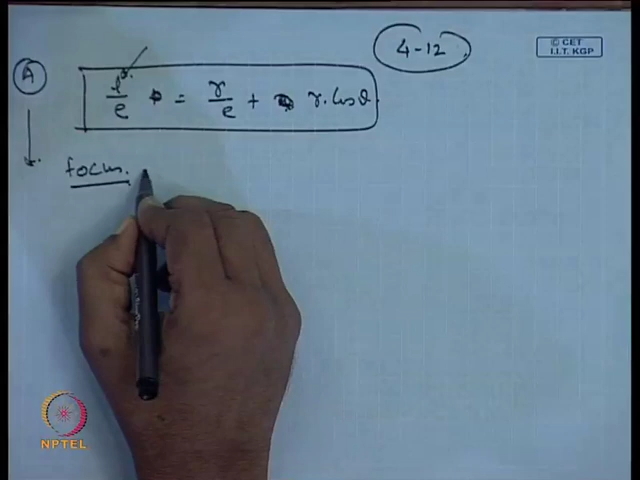 4-12
© CET
I.I.T. KGP
A
l/e = r/e + r.cosθ.
focus.
NPTEL